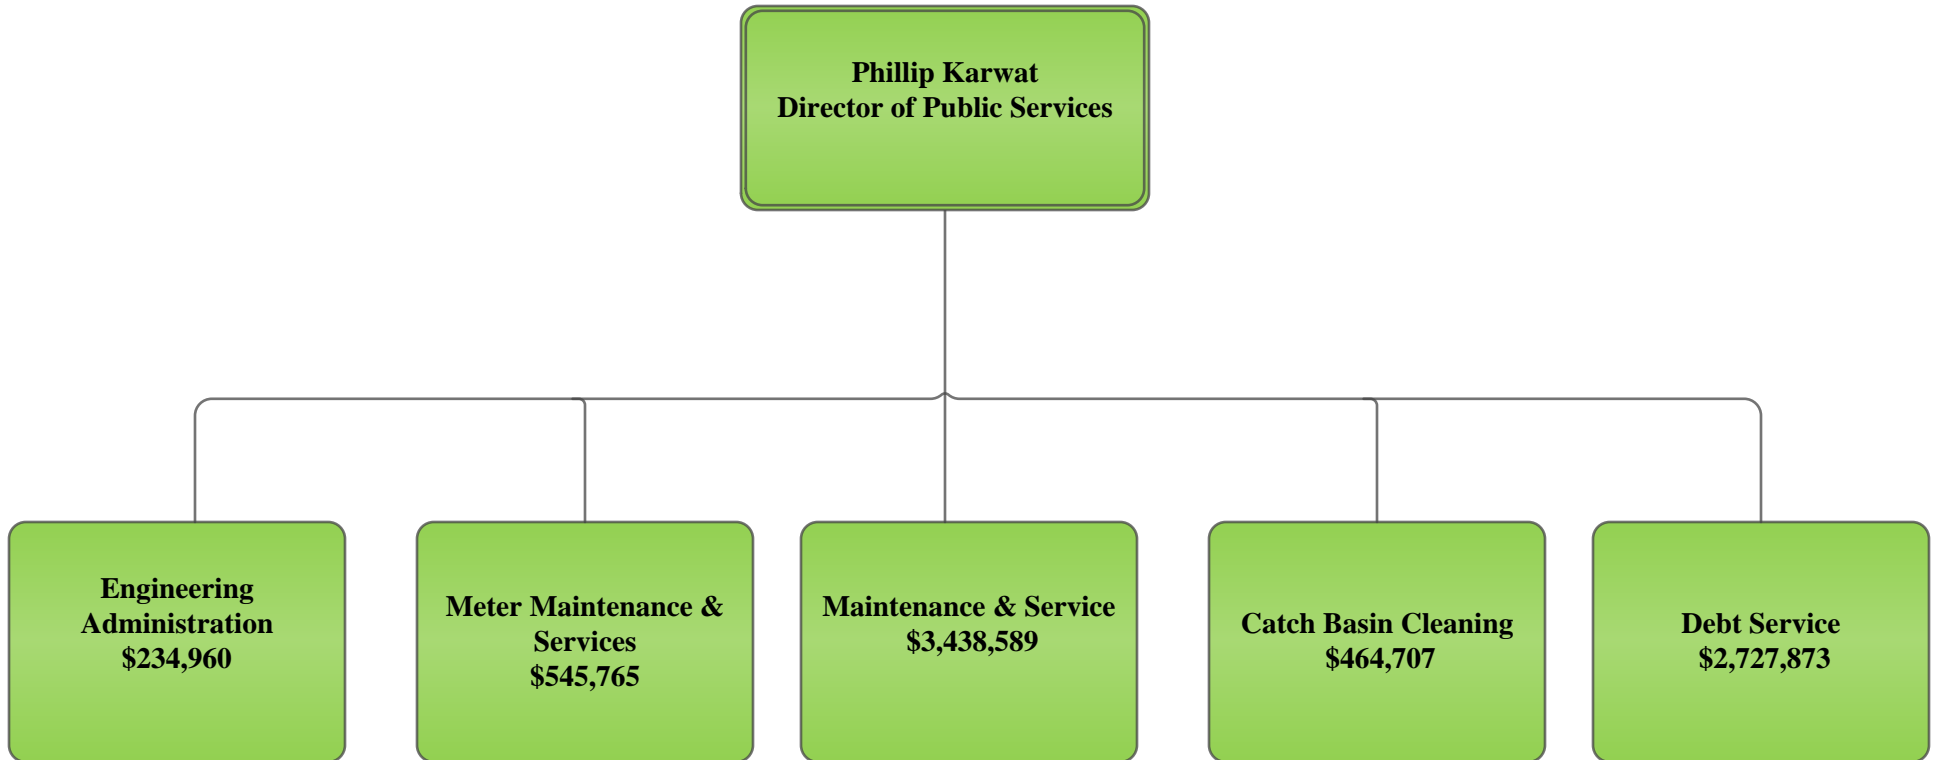 Phillip Karwat
Director of Public Services
Engineering
Administration
$234,960
Meter Maintenance &
Services
$545,765
Maintenance & Service
$3,438,589
Catch Basin Cleaning
$464,707
Debt Service
$2,727,873